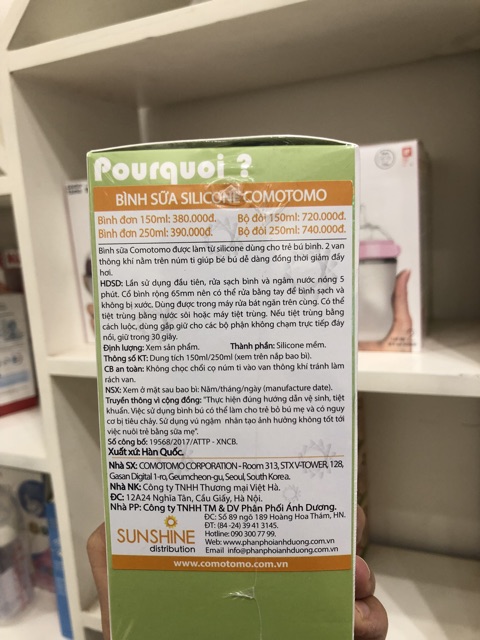 Pourquoi ?
BÌNH SỮA SILICONE COMOTOMO
Bình đơn 150ml: 380.000đ. Bộ đôi 150ml: 720.000đ.
Bình đơn 250ml: 390.000đ. Bộ đôi 250ml: 740.000đ.
Bình sữa Comotomo được làm từ silicone dùng cho trẻ bú bình. 2 van
thông khí nằm trên núm ti giúp bé bú dễ dàng đồng thời giảm đầy
hơi.
HDSD: Lần sử dụng đầu tiên, rửa sạch bình và ngâm nước nóng 5
phút. Cổ bình rộng 65mm nên có thể rửa bằng tay để bình sạch và
không bị xước. Dùng được trong máy rửa bát ngăn trên cùng. Có thể
tiệt trùng bằng nước sôi hoặc máy tiệt trùng. Nếu tiệt trùng bằng
cách luộc, dùng gắp giữ cho các bộ phận không chạm trực tiếp đáy
nồi, giữ trong 30 giây.
Định lượng: Xem sản phẩm. Thành phần: Silicone mềm.
Thông số KT: Dung tích 150ml/250ml (xem trên nắp bao bì).
CB an toàn: Không chọc chổi cọ núm ti vào van thông khí tránh làm
rách van.
NSX: Xem ở mặt sau bao bì: Năm/tháng/ngày (manufacture date).
Truyền thông vì cộng đồng: "Thực hiện đúng hướng dẫn vệ sinh, tiệt
khuẩn. Việc sử dụng bình bú có thể làm cho trẻ bỏ bú mẹ và có nguy
cơ bị tiêu chảy. Sử dụng vú ngậm nhân tạo ảnh hưởng không tốt tới
việc nuôi trẻ bằng sữa mẹ".
Số công bố: 19568/2017/ATTP - XNCB.
Xuất xứ: Hàn Quốc.
Nhà SX: COMOTOMO CORPORATION - Room 313, STX V-TOWER, 128,
Gasan Digital 1-ro, Geumcheon-gu, Seoul, South Korea.
Nhà NK: Công ty TNHH Thương mại Việt Hà.
ĐC: 12A24 Nghĩa Tân, Cầu Giấy, Hà Nội.
Nhà PP: Công ty TNHH TM & DV Phân Phối Ánh Dương.
ĐC: Số 89 ngõ 189 Hoàng Hoa Thám, HN.
ĐT: (84-24) 39 41 3145.
Hotline: 090 300 77 99.
Web: www.phanphoianhduong.com.vn
Email info@phanphoianhduong.com.vn
SUNSHINE
distribution
www.comotomo.com.vn